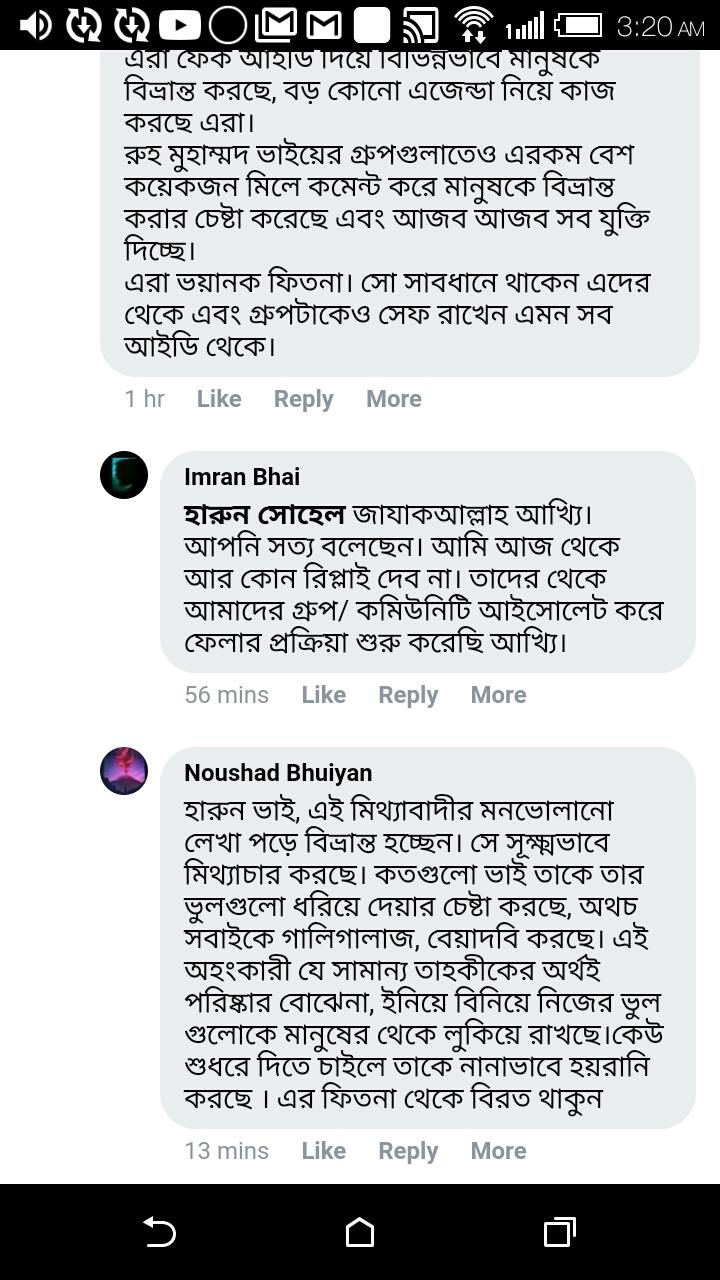 3:20 AM
এরা ফেক আইডি দিয়ে বিভিন্নভাবে মানুষকে
বিভ্রান্ত করছে, বড় কোনো এজেন্ডা নিয়ে কাজ
করছে এরা।
রুহ মুহাম্মদ ভাইয়ের গ্রুপগুলাতেও এরকম বেশ
কয়েকজন মিলে কমেন্ট করে মানুষকে বিভ্রান্ত
করার চেষ্টা করেছে এবং আজব আজব সব যুক্তি
দিচ্ছে।
এরা ভয়ানক ফিতনা। সো সাবধানে থাকেন এদের
থেকে এবং গ্রুপটাকেও সেফ রাখেন এমন সব
আইডি থেকে।
1 hr Like Reply More
Imran Bhai
হারুন সোহেল জাযাকআল্লাহ আখ্যি।
আপনি সত্য বলেছেন। আমি আজ থেকে
আর কোন রিপ্লাই দেব না। তাদের থেকে
আমাদের গ্রুপ/ কমিউনিটি আইসোলেট করে
ফেলার প্রক্রিয়া শুরু করেছি আখ্যি।
56 mins Like Reply More
Noushad Bhuiyan
হারুন ভাই, এই মিথ্যাবাদীর মনভোলানো
লেখা পড়ে বিভ্রান্ত হচ্ছেন। সে সূক্ষ্মভাবে
মিথ্যাচার করছে। কতগুলো ভাই তাকে তার
ভুলগুলো ধরিয়ে দেয়ার চেষ্টা করছে, অথচ
সবাইকে গালিগালাজ, বেয়াদবি করছে। এই
অহংকারী যে সামান্য তাহকীকের অর্থই
পরিষ্কার বোঝেনা, ইনিয়ে বিনিয়ে নিজের ভুল
গুলোকে মানুষের থেকে লুকিয়ে রাখছে।কেউ
শুধরে দিতে চাইলে তাকে নানাভাবে হয়রানি
করছে । এর ফিতনা থেকে বিরত থাকুন
13 mins Like Reply More